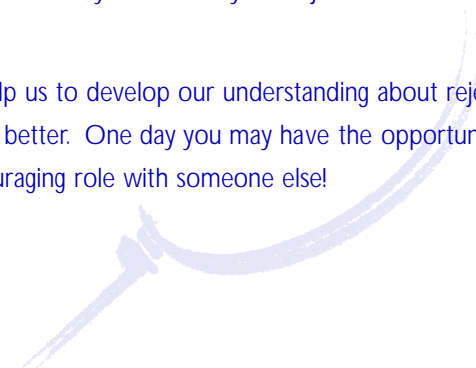 lp us to develop our understanding about rej
better. One day you may have the opportun
uraging role with someone else!